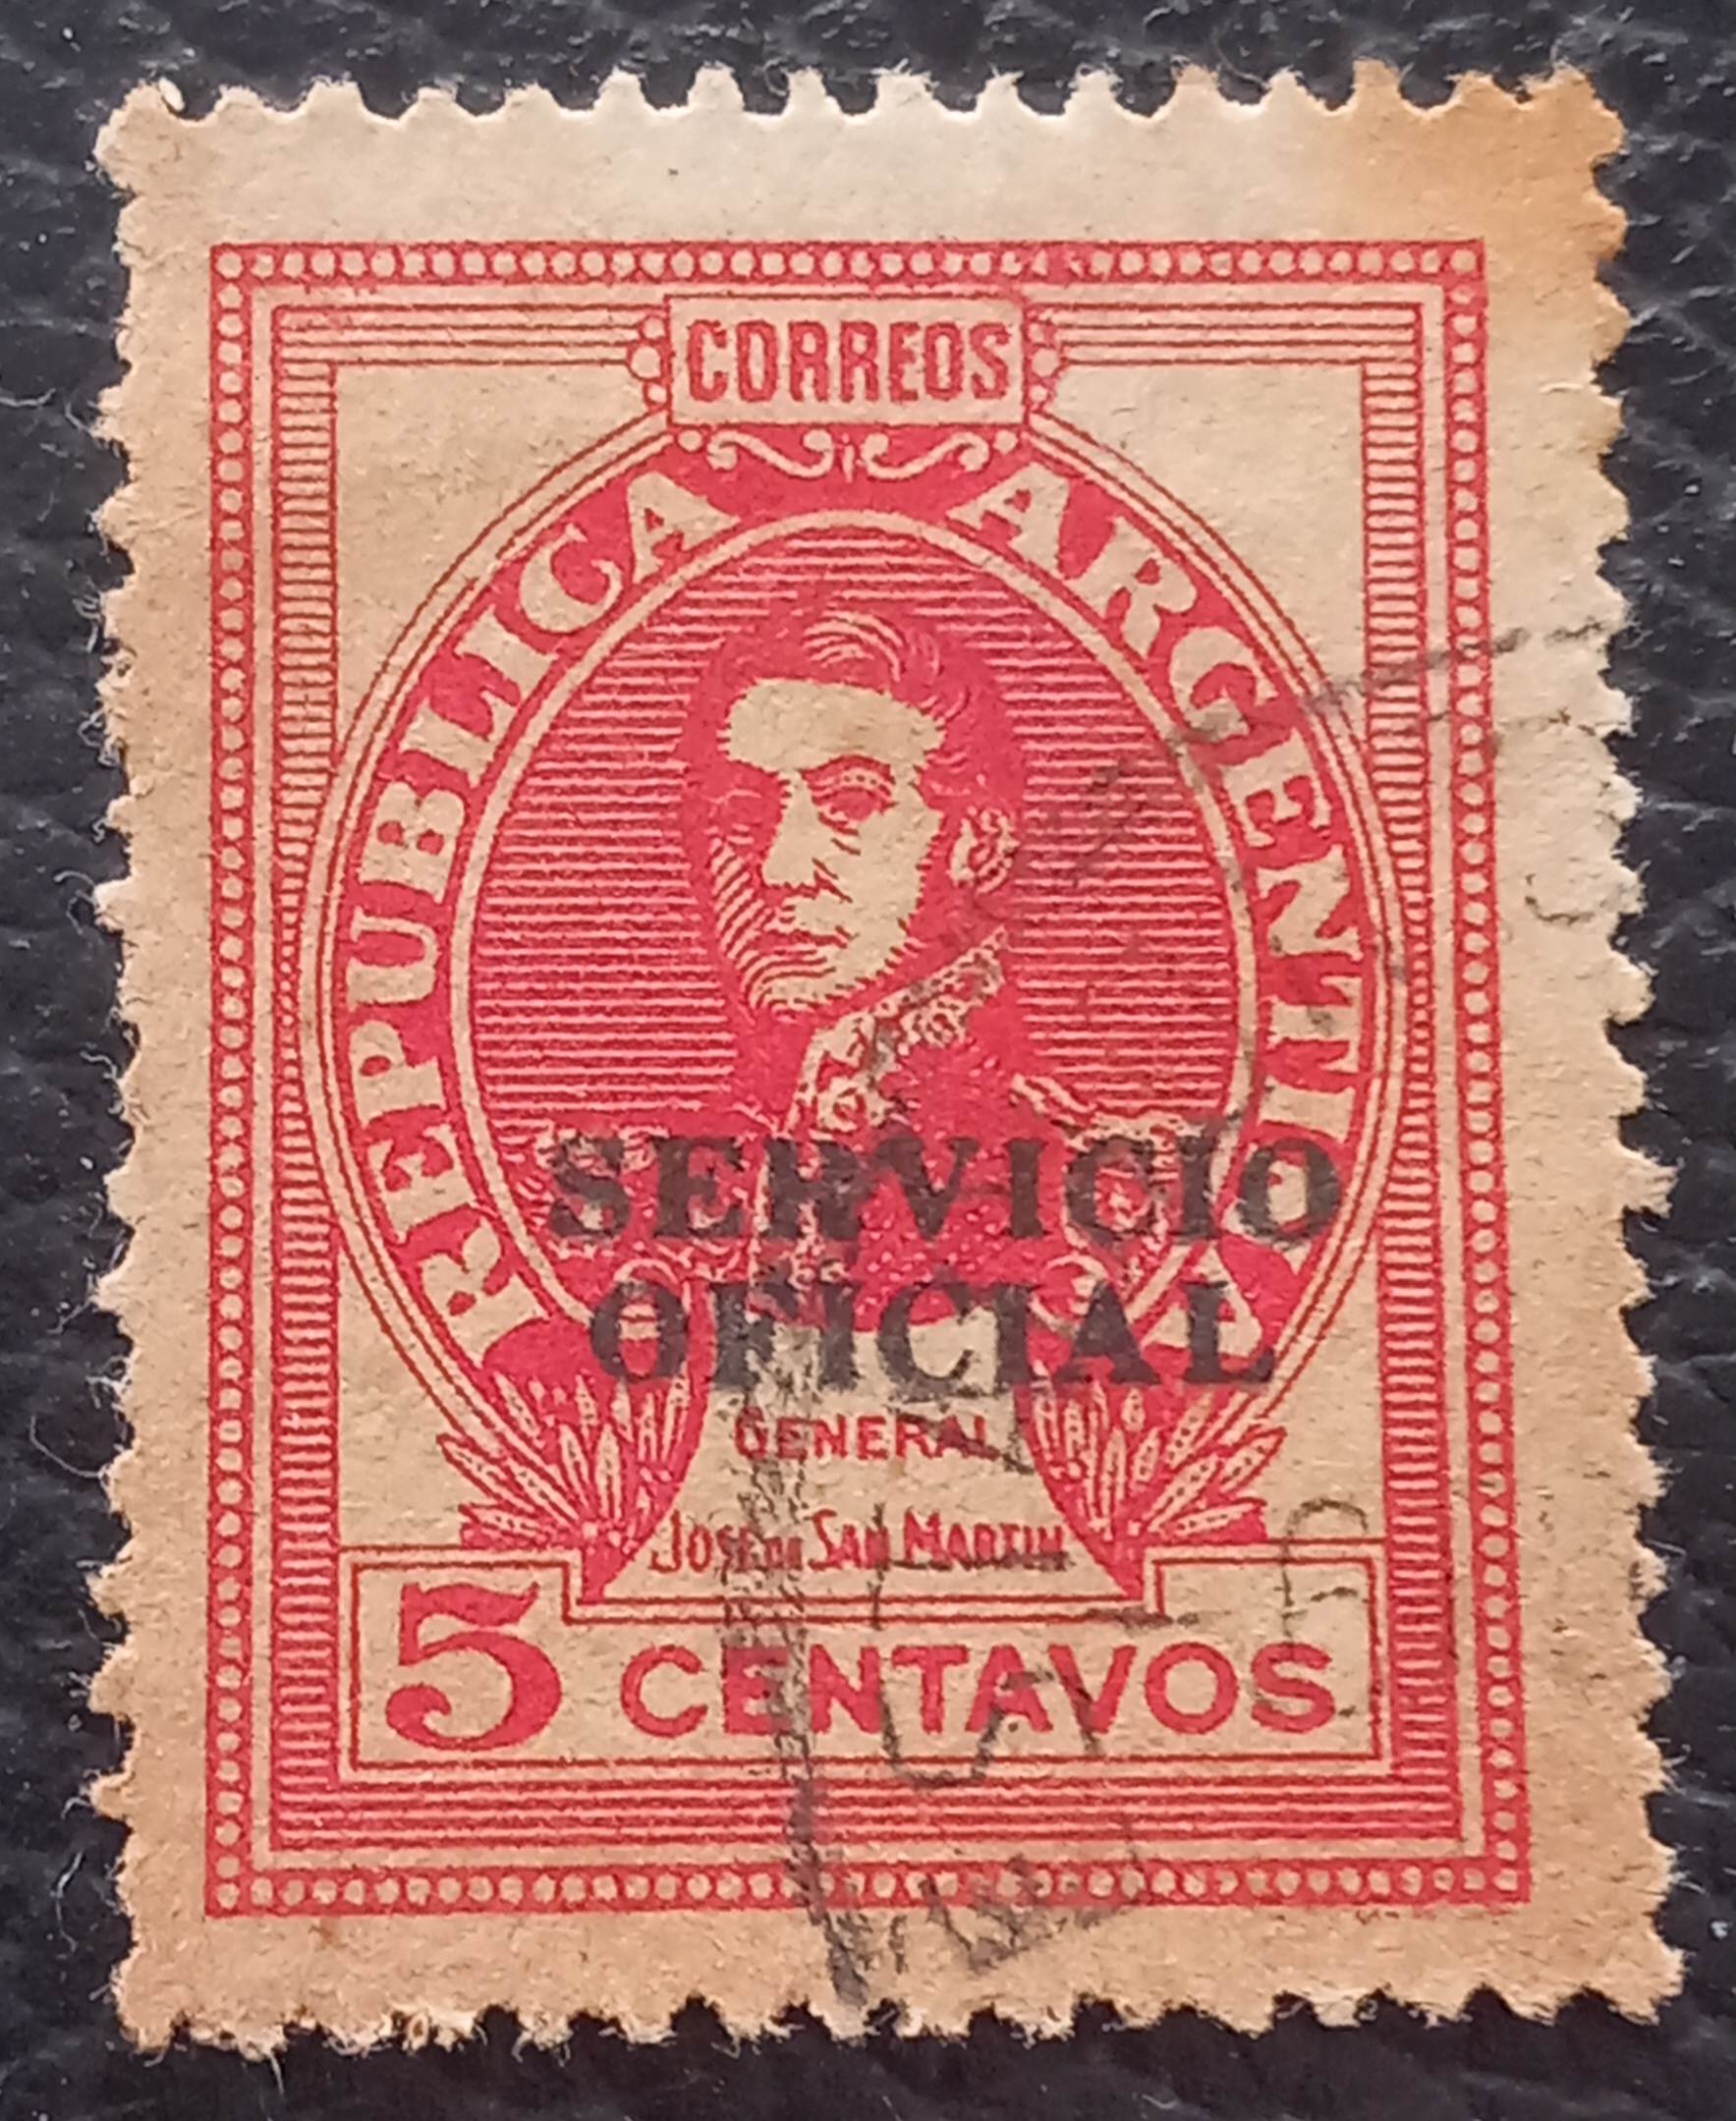 CORREOS
REPUBLICA ARGENTINA
SERVICIO
OFICIAL
GENERAL
JOSE DE SAN MARTIN
5 CENTAVOS